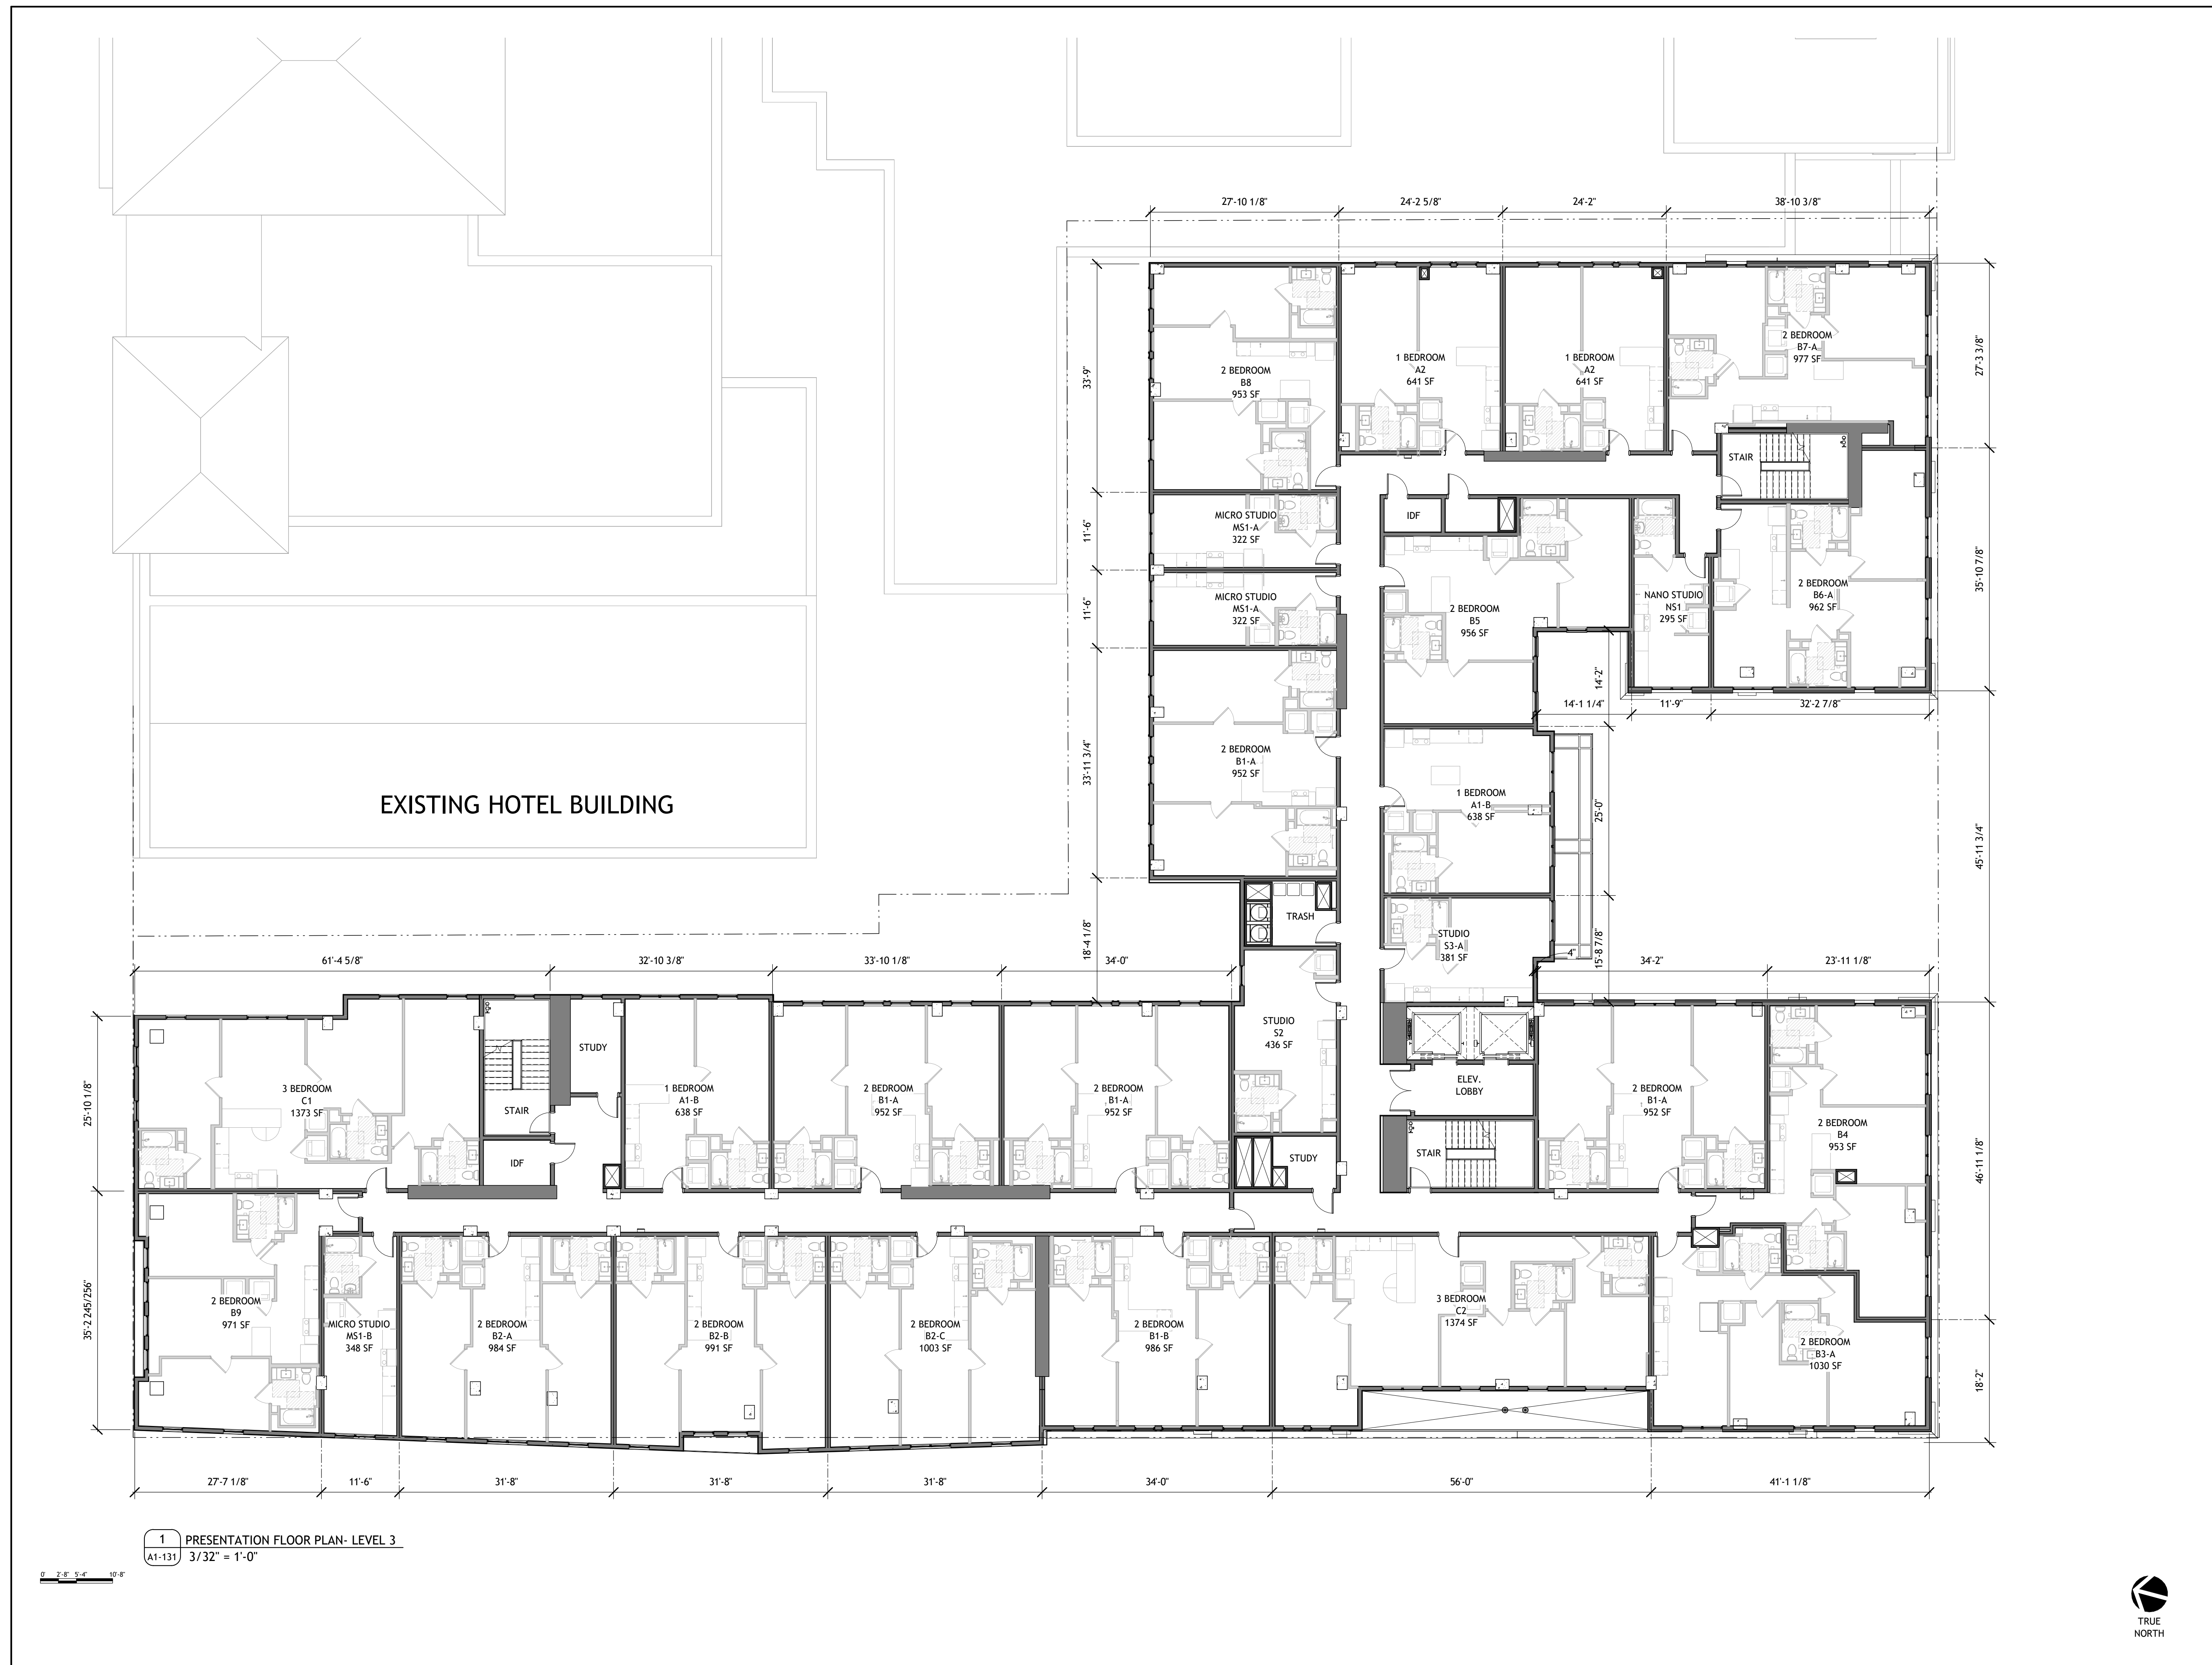 27'-10 1/8"
24'-2 5/8"
24'-2"
38'-10 3/8"
33'-9"
11'-6"
11'-6"
33'-11 3/4"
18'-4 1/8"
27'-3 3/8"
35'-10 7/8"
45'-11 3/4"
46'-11 1/8"
18'-2"
2 BEDROOM
B8
953 SF
1 BEDROOM
A2
641 SF
1 BEDROOM
A2
641 SF
2 BEDROOM
B7-A
977 SF
STAIR
IDF
MICRO STUDIO
MS1-A
322 SF
MICRO STUDIO
MS1-A
322 SF
2 BEDROOM
B5
956 SF
NANO STUDIO
NS1
295 SF
2 BEDROOM
B6-A
962 SF
14'-2"
14'-1 1/4"
11'-9"
32'-2 7/8"
2 BEDROOM
B1-A
952 SF
1 BEDROOM
A1-B
638 SF
25'-0"
EXISTING HOTEL BUILDING
TRASH
STUDIO
S3-A
381 SF
15'-8 7/8"
4"
61'-4 5/8"
32'-10 3/8"
33'-10 1/8"
34'-0"
34'-2"
23'-11 1/8"
25'-10 1/8"
35'-2 245/256"
3 BEDROOM
C1
1373 SF
STAIR
IDF
STUDY
1 BEDROOM
A1-B
638 SF
2 BEDROOM
B1-A
952 SF
2 BEDROOM
B1-A
952 SF
STUDIO
S2
436 SF
STUDY
ELEV.
LOBBY
STAIR
2 BEDROOM
B1-A
952 SF
2 BEDROOM
B4
953 SF
2 BEDROOM
B9
971 SF
MICRO STUDIO
MS1-B
348 SF
2 BEDROOM
B2-A
984 SF
2 BEDROOM
B2-B
991 SF
2 BEDROOM
B2-C
1003 SF
2 BEDROOM
B1-B
986 SF
3 BEDROOM
C2
1374 SF
2 BEDROOM
B3-A
1030 SF
27'-7 1/8"
11'-6"
31'-8"
31'-8"
31'-8"
34'-0"
56'-0"
41'-1 1/8"
1
PRESENTATION FLOOR PLAN- LEVEL 3
A1-131
3/32" = 1'-0"
0' 2'-8" 5'-4" 10'-8"
TRUE
NORTH